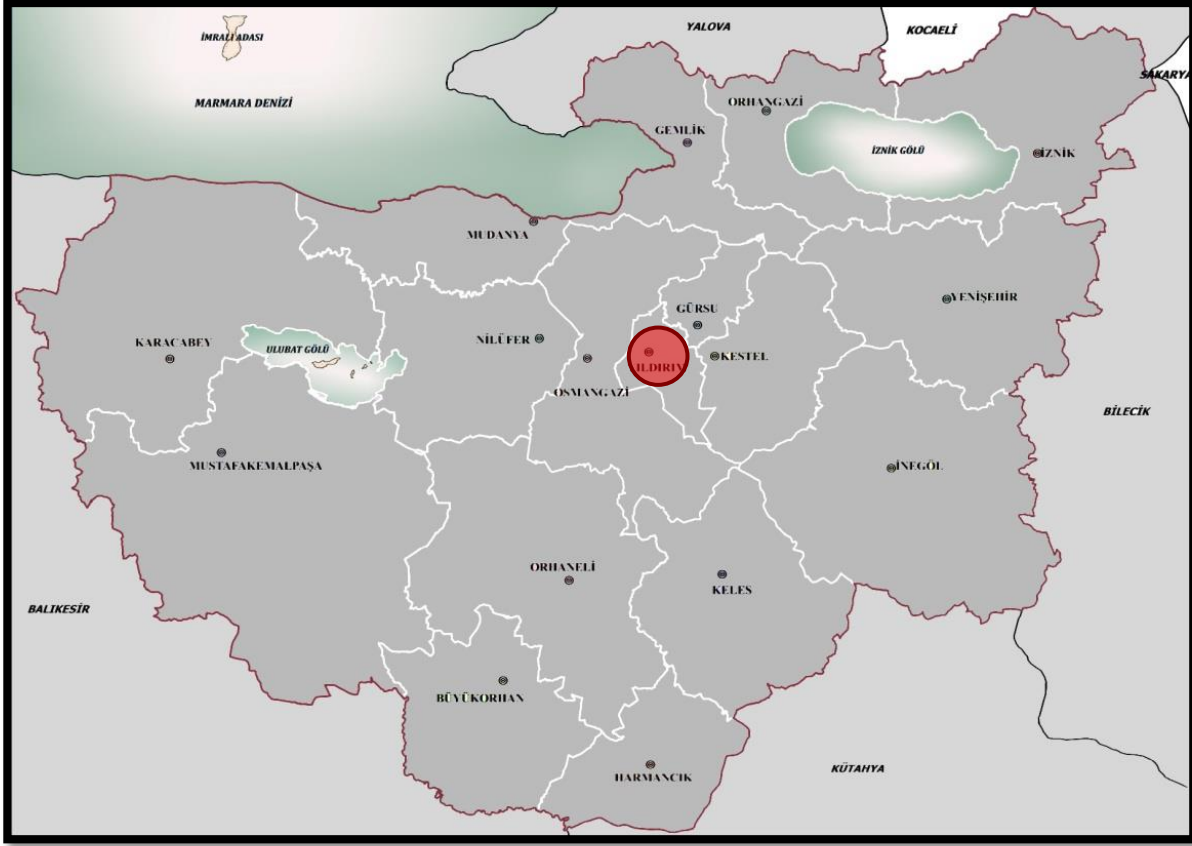 İMRALI ADASI
YALOVA
KOCAELİ
SAKARYA
MARMARA DENİZİ
ORHANGAZİ
GEMLİK
İZNİK GÖLÜ
İZNİK
MUDANYA
YENİŞEHİR
GÜRSU
KARACABEY
ULUBAT GÖLÜ
NİLÜFER
KESTEL
ILDIRIM
OSMANGAZİ
BİLECİK
MUSTAFAKEMALPAŞA
İNEGÖL
ORHANELİ
KELES
BALIKESİR
BÜYÜKORHAN
KÜTAHYA
HARMANCIK